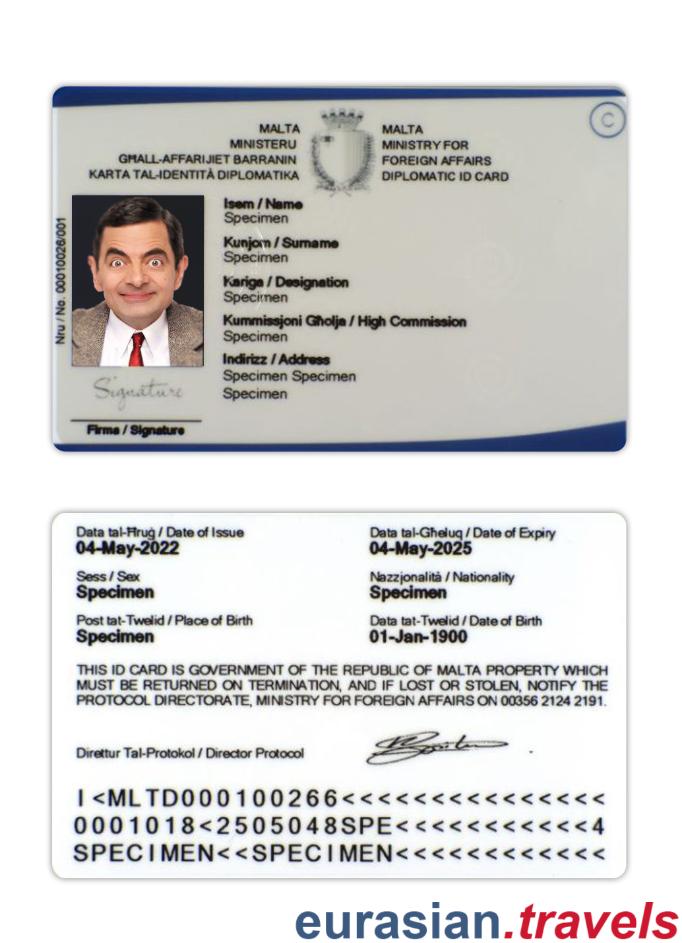 C
MALTA
MINISTERU
GĦALL-AFFARIJIET BARRANIN
KARTA TAL-IDENTITÀ DIPLOMATIKA
MALTA
MINISTRY FOR
FOREIGN AFFAIRS
DIPLOMATIC ID CARD
Nru / No. 00010026/001
Isem / Name
Specimen
Kunjom / Surname
Specimen
Kariga / Designation
Specimen
Kummissjoni Għolja / High Commission
Specimen
Indirizz / Address
Specimen Specimen
Specimen
Signature
Firma / Signature
Data tal-Ħruġ / Date of Issue
04-May-2022
Data tal-Għeluq / Date of Expiry
04-May-2025
Sess / Sex
Specimen
Nazzjonalità / Nationality
Specimen
Post tat-Twelid / Place of Birth
Specimen
Data tat-Twelid / Date of Birth
01-Jan-1900
THIS ID CARD IS GOVERNMENT OF THE REPUBLIC OF MALTA PROPERTY WHICH
MUST BE RETURNED ON TERMINATION, AND IF LOST OR STOLEN, NOTIFY THE
PROTOCOL DIRECTORATE, MINISTRY FOR FOREIGN AFFAIRS ON 00356 2124 2191.
Direttur Tal-Protokol / Director Protocol
I<MLTD000100266<<<<<<<<<<<<<<<
0001018<2505048SPE<<<<<<<<<<<4
SPECIMEN<<SPECIMEN<<<<<<<<<<<<
eurasian.travels